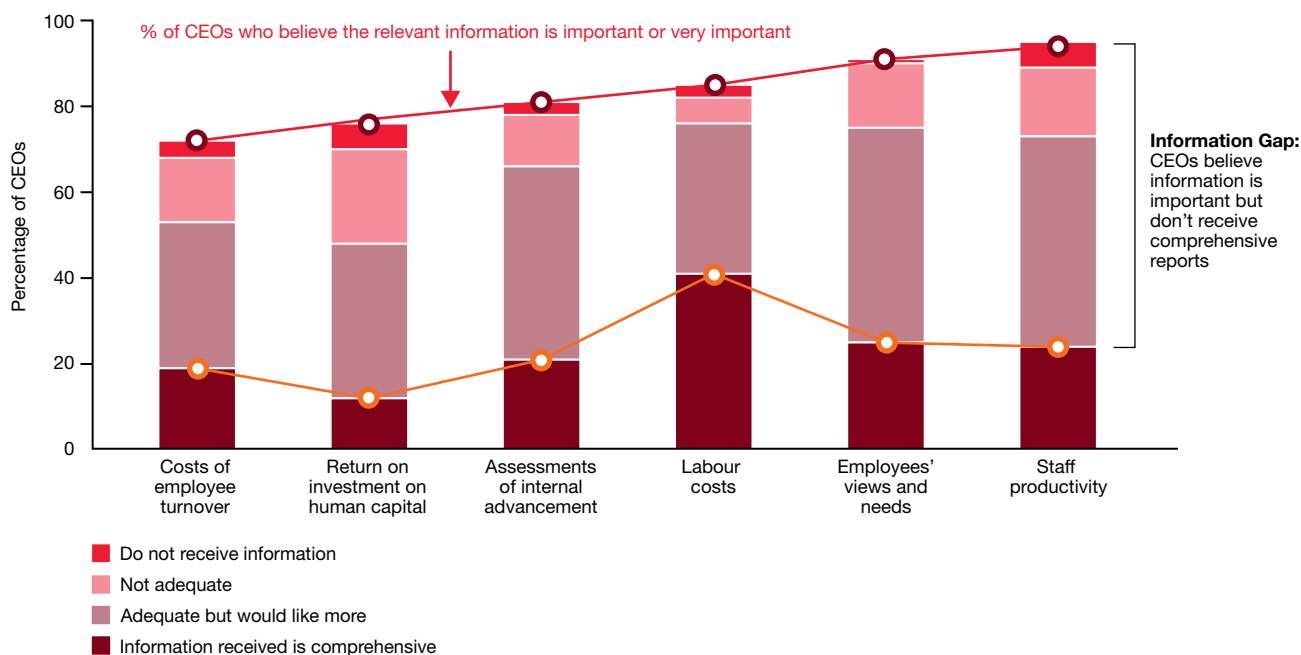 % of CEOs who believe the relevant information is important or very important
Percentage of CEOs
100
80
60
40
20
0
Information Gap:
CEOs believe
information is
important but
don’t receive
comprehensive
reports
Costs of
employee
turnover
Return on
investment on
human capital
Assessments
of internal
advancement
Labour
costs
Employees’
views and
needs
Staff
productivity
Do not receive information
Not adequate
Adequate but would like more
Information received is comprehensive